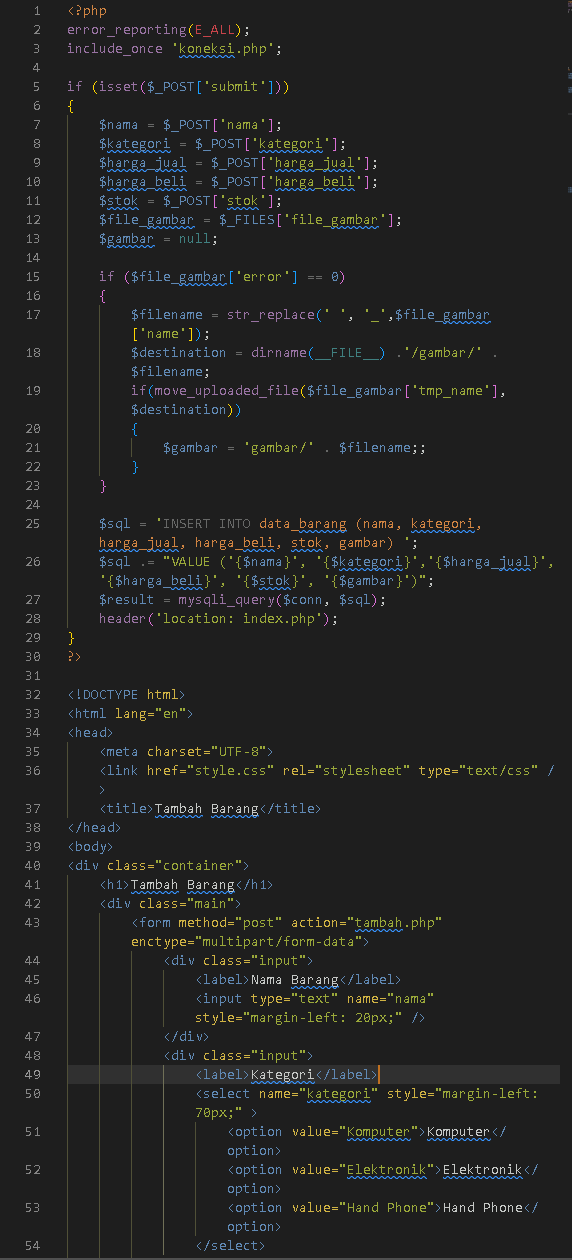 1 <?php
2 error_reporting(E_ALL);
3 include_once 'koneksi.php';
4
5 if (isset($_POST['submit']))
6 {
7 $nama = $_POST['nama'];
8 $kategori = $_POST['kategori'];
9 $harga_jual = $_POST['harga_jual'];
10 $harga_beli = $_POST['harga_beli'];
11 $stok = $_POST['stok'];
12 $file_gambar = $_FILES['file_gambar'];
13 $gambar = null;
14
15 if ($file_gambar['error'] == 0)
16 {
17 $filename = str_replace(' ', '_',$file_gambar
['name']);
18 $destination = dirname(__FILE__) .'/gambar/' .
$filename;
19 if(move_uploaded_file($file_gambar['tmp_name'],
$destination))
20 {
21 $gambar = 'gambar/' . $filename;;
22 }
23 }
24
25 $sql = 'INSERT INTO data_barang (nama, kategori,
harga_jual, harga_beli, stok, gambar) ';
26 $sql .= "VALUE ('{$nama}', '{$kategori}','{$harga_jual}',
'{$harga_beli}', '{$stok}', '{$gambar}')";
27 $result = mysqli_query($conn, $sql);
28 header('location: index.php');
29 }
30 ?>
31
32 <!DOCTYPE html>
33 <html lang="en">
34 <head>
35 <meta charset="UTF-8">
36 <link href="style.css" rel="stylesheet" type="text/css" /
>
37 <title>Tambah Barang</title>
38 </head>
39 <body>
40 <div class="container">
41 <h1>Tambah Barang</h1>
42 <div class="main">
43 <form method="post" action="tambah.php"
enctype="multipart/form-data">
44 <div class="input">
45 <label>Nama Barang</label>
46 <input type="text" name="nama"
style="margin-left: 20px;" />
47 </div>
48 <div class="input">
49 <label>Kategori</label>
50 <select name="kategori" style="margin-left:
70px;" >
51 <option value="Komputer">Komputer</
option>
52 <option value="Elektronik">Elektronik</
option>
53 <option value="Hand Phone">Hand Phone</
option>
54 </select>